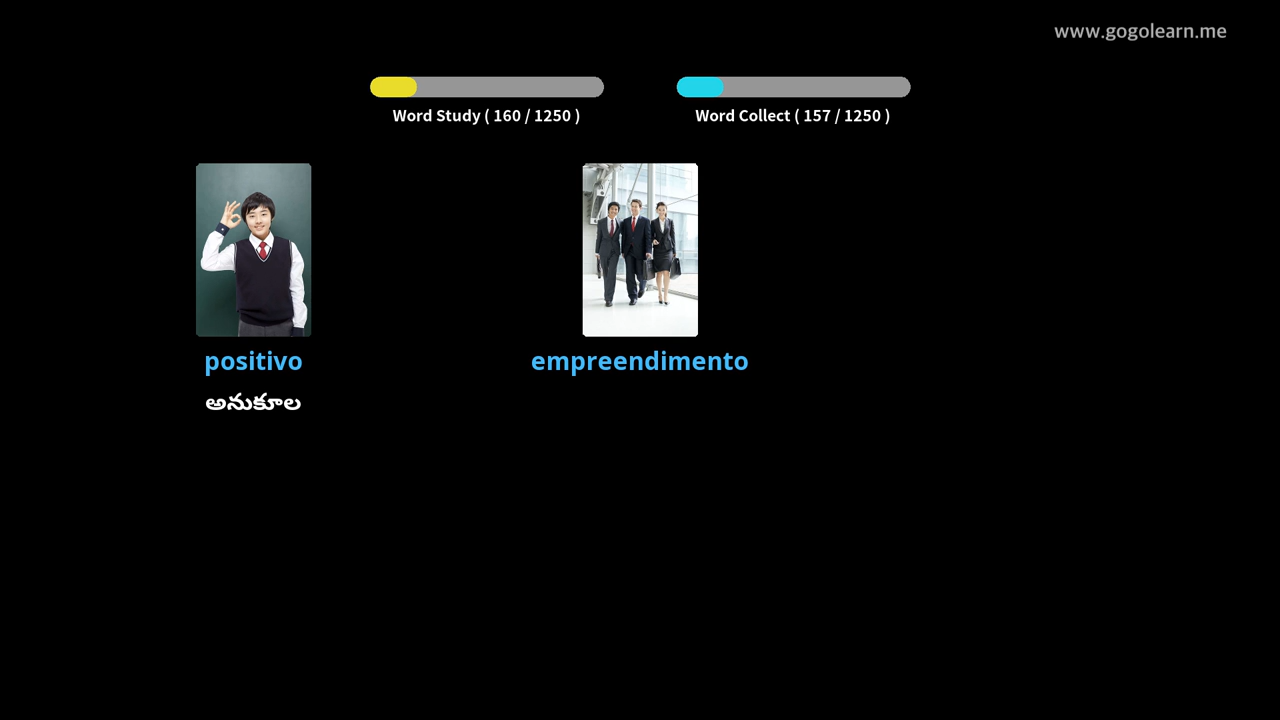 www.gogolearn.me
Word Study ( 160 / 1250 )
Word Collect ( 157 / 1250 )
positivo
empreendimento
అనుకూల